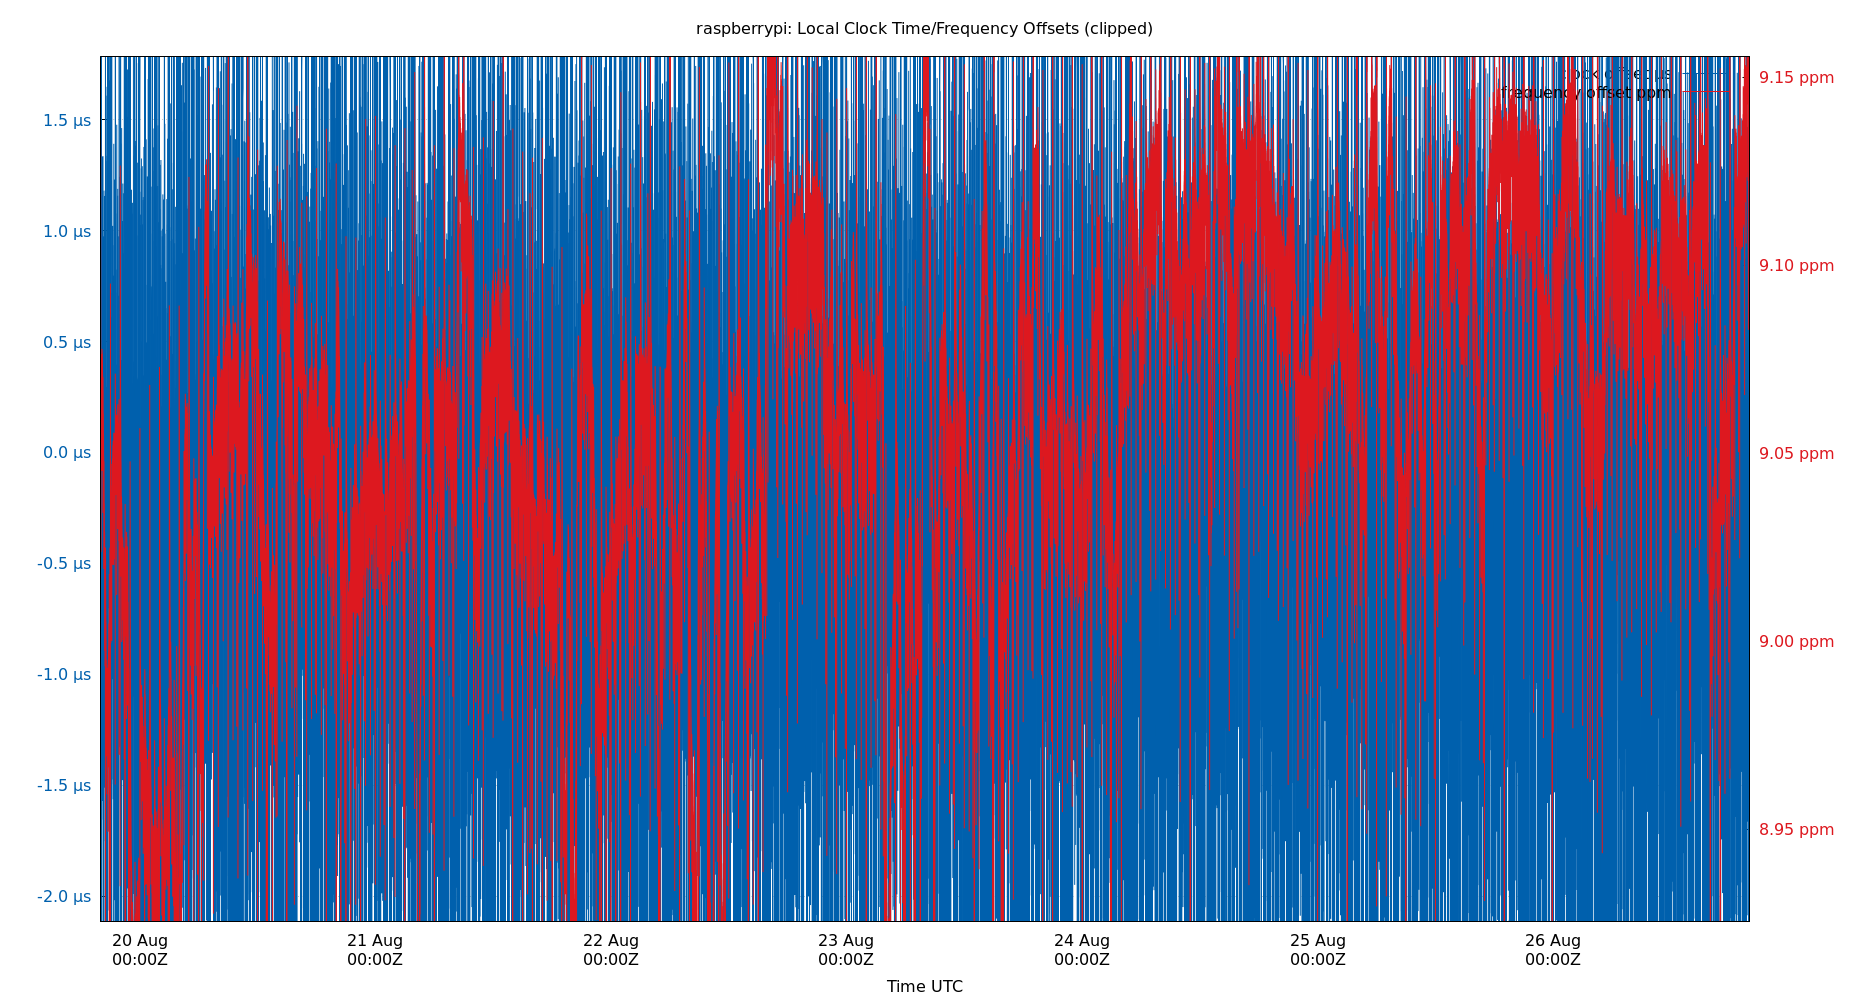 raspberrypi: Local Clock Time/Frequency Offsets (clipped)
clock offset µs
frequency offset ppm
1.5 µs
1.0 µs
0.5 µs
0.0 µs
-0.5 µs
-1.0 µs
-1.5 µs
-2.0 µs
9.15 ppm
9.10 ppm
9.05 ppm
9.00 ppm
8.95 ppm
20 Aug 21 Aug 22 Aug 23 Aug 24 Aug 25 Aug 26 Aug
00:00Z 00:00Z 00:00Z 00:00Z 00:00Z 00:00Z 00:00Z
Time UTC